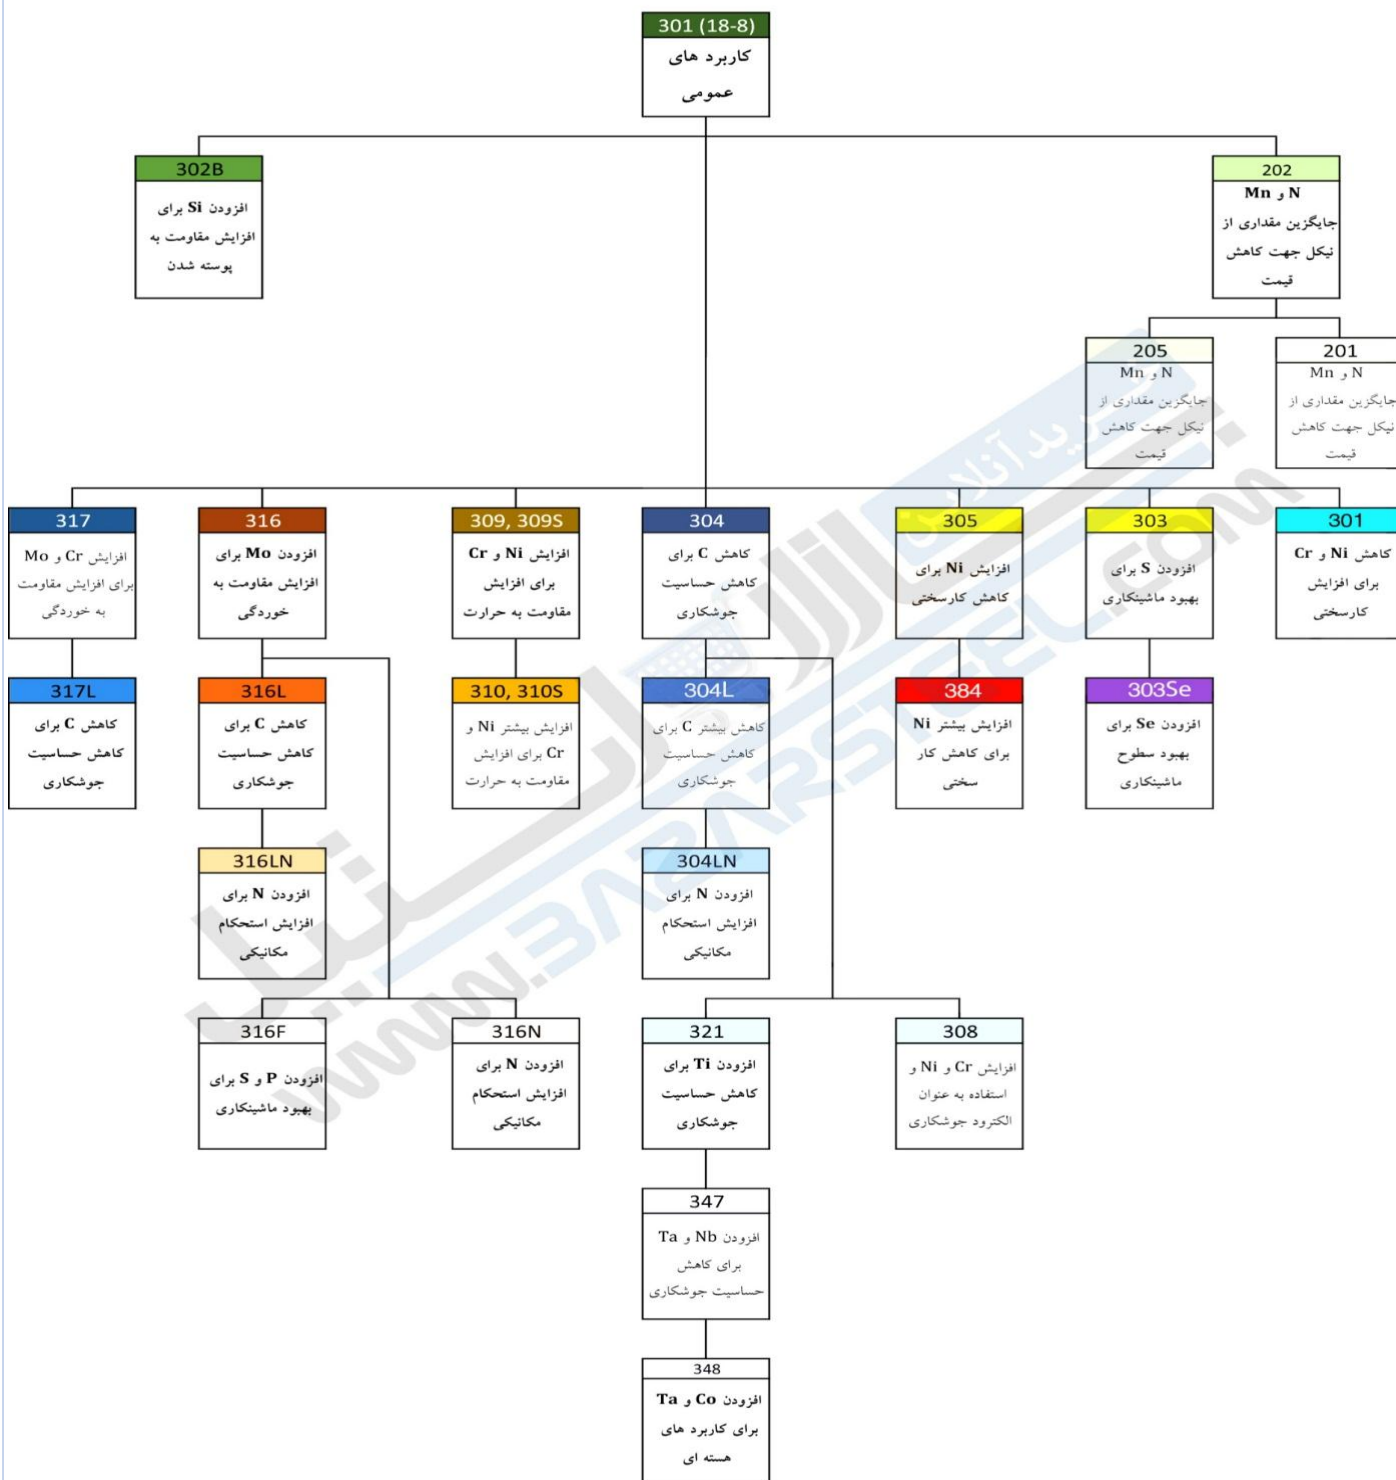 301 (18-8)
کاربرد های
عمومی
302B
افزودن Si برای
افزایش مقاومت به
پوسته شدن
202
N و Mn
جایگزین مقداری از
نیکل جهت کاهش
قیمت
205
N و Mn
جایگزین مقداری از
نیکل جهت کاهش
قیمت
201
N و Mn
جایگزین مقداری از
نیکل جهت کاهش
قیمت
317
افزایش Cr و Mo
برای افزایش مقاومت
به خوردگی
316
افزودن Mo برای
افزایش مقاومت به
خوردگی
309, 309S
افزایش Ni و Cr
برای افزایش
مقاومت به حرارت
304
کاهش C برای
کاهش حساسیت
جوشکاری
305
افزایش Ni برای
کاهش کارسختی
303
افزودن S برای
بهبود ماشینکاری
301
کاهش Ni و Cr
برای افزایش
کارسختی
317L
کاهش C برای
کاهش حساسیت
جوشکاری
316L
کاهش C برای
کاهش حساسیت
جوشکاری
310, 310S
افزایش بیشتر Ni و
Cr برای افزایش
مقاومت به حرارت
304L
کاهش بیشتر C برای
کاهش حساسیت
جوشکاری
384
افزایش بیشتر Ni
برای کاهش کار
سختی
303Se
افزودن Se برای
بهبود سطوح
ماشینکاری
316LN
افزودن N برای
افزایش استحکام
مکانیکی
304LN
افزودن N برای
افزایش استحکام
مکانیکی
316F
افزودن P و S برای
بهبود ماشینکاری
316N
افزودن N برای
افزایش استحکام
مکانیکی
321
افزودن Ti برای
کاهش حساسیت
جوشکاری
308
افزایش Cr و Ni و
استفاده به عنوان
الکترود جوشکاری
347
افزودن Nb و Ta
برای کاهش
حساسیت جوشکاری
348
افزودن Co و Ta
برای کاربرد های
هسته ای
بازار استیل
خرید آنلاین
WWW.BAZARSTEEL.COM